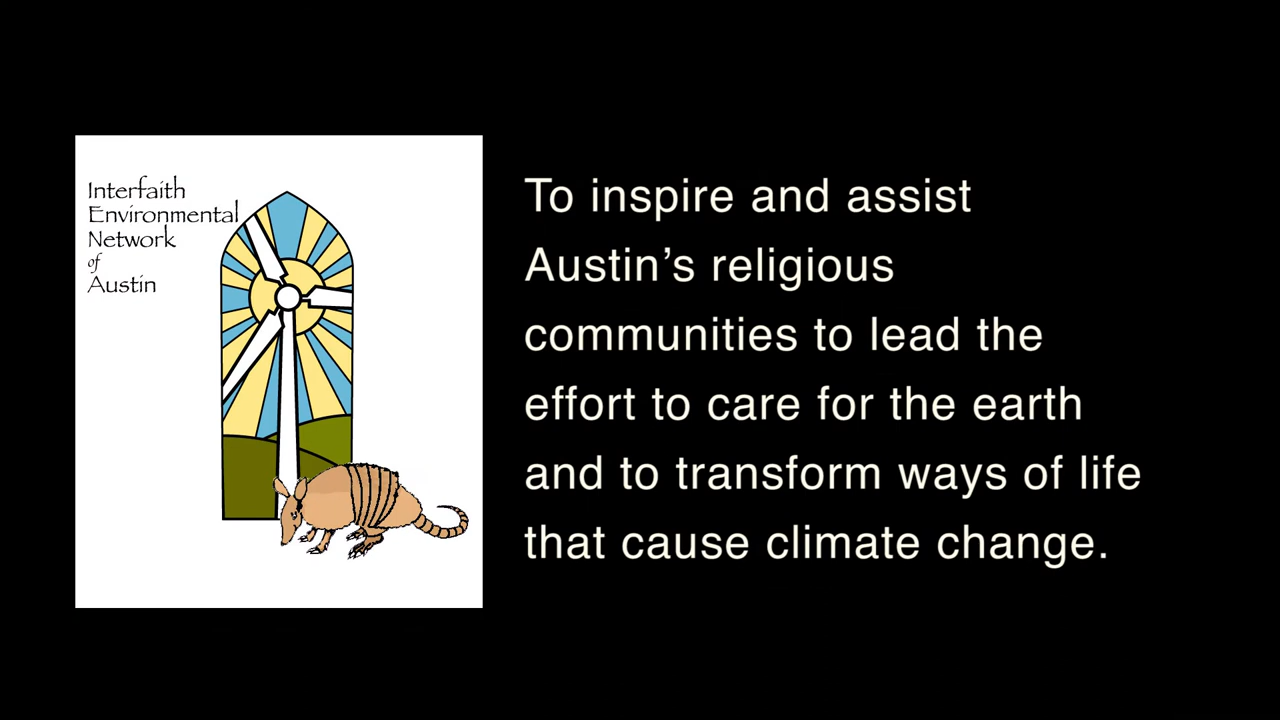 Interfaith
Environmental
Network
of
Austin
To inspire and assist
Austin’s religious
communities to lead the
effort to care for the earth
and to transform ways of life
that cause climate change.